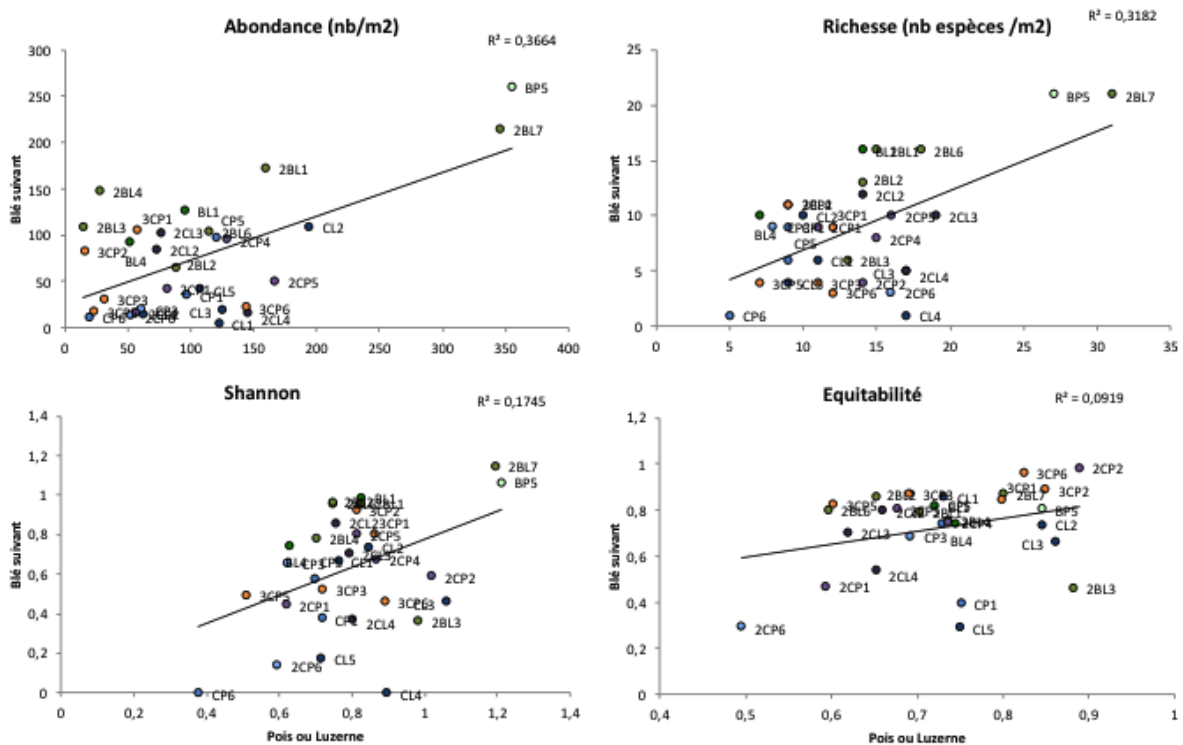 Abondance (nb/m2)
R² = 0,3664
300
250
200
150
100
50
0
Blé suivant
BP5
2BL7
2BL1
2BL4
BL1
CP5
2BL3
3CP1
2CL3
2BL6
2CP4
CL2
3CP2
BL4
2CL2
2BL2
2CP5
CL5
3CP3
CP1
CL3
3CP6
CP6
CL1
2CL4
0 50 100 150 200 250 300 350 400
Richesse (nb espèces /m2)
R² = 0,3182
25
20
15
10
5
0
Blé suivant
BP5
2BL7
2BL1
2BL6
2BL2
2CL2
CL2
3CP1
2CP5
2CL3
BL4
2CP1
2CP4
CP5
2BL3
CL3
2CL4
3CP5
3CP3
2CP2
3CP6
2CP6
CP6
CL4
0 5 10 15 20 25 30 35
Shannon
R² = 0,1745
1,4
1,2
1
0,8
0,6
0,4
0,2
0
Blé suivant
2BL7
BP5
BL1
3CP2
2CL2
3CP1
2BL4
2CP5
CL2
BL4
CP3
CL1
2CP4
2CP2
3CP5
3CP3
3CP6
CL3
2CP1
2CL4
2BL3
CL5
2CP6
CP6
CL4
0 0,2 0,4 0,6 0,8 1 1,2 1,4
Pois ou Luzerne
Equitabilité
R² = 0,0919
1,2
1
0,8
0,6
0,4
0,2
0
Blé suivant
3CP6
2CP2
3CP1
3CP2
CL1
2BL7
3CP5
2BL6
BP5
2CL3
BL4
CP3
CL2
CL3
2CL4
2CP1
2BL3
CP1
2CP6
CL5
0,4 0,5 0,6 0,7 0,8 0,9 1
Pois ou Luzerne